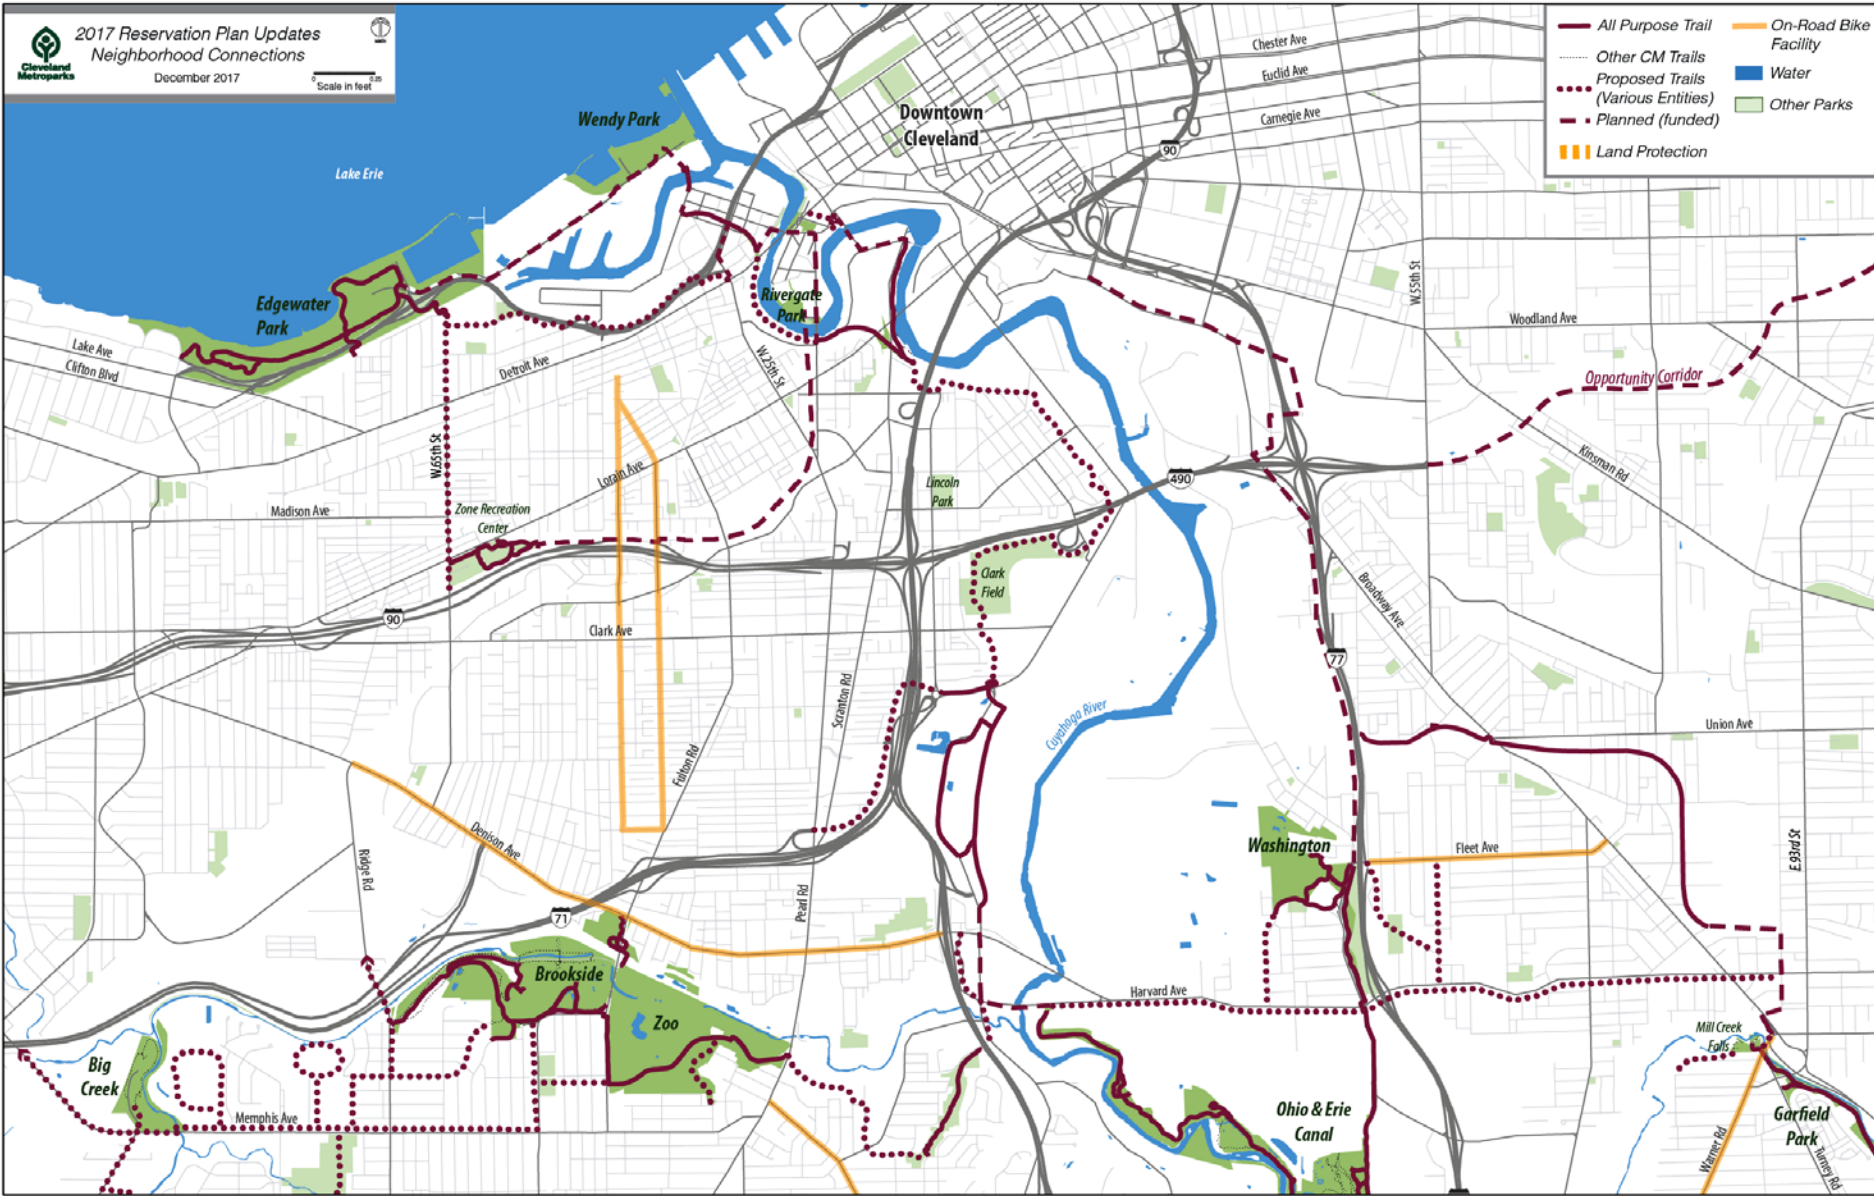 2017 Reservation Plan Updates
Neighborhood Connections
December 2017
Cleveland
Metroparks
0.25
Scale in feet
All Purpose Trail
Other CM Trails
Proposed Trails
(Various Entities)
Planned (funded)
Land Protection
On-Road Bike
Facility
Water
Other Parks
Chester Ave
Euclid Ave
Carnegie Ave
Downtown
Cleveland
90
Wendy Park
Lake Erie
Edgewater
Park
Rivergate
Park
W.55th St
Woodland Ave
Lake Ave
Clifton Blvd
Detroit Ave
W.25th St
Opportunity Corridor
W.65th St
Lorain Ave
Lincoln
Park
490
Kinsman Rd
Madison Ave
Zone Recreation
Center
Clark
Field
Broadway Ave
90
Clark Ave
77
Scranton Rd
Cuyahoga River
Union Ave
Fulton Rd
Denison Ave
Ridge Rd
Washington
Fleet Ave
E.93rd St
Pearl Rd
71
Brookside
Zoo
Harvard Ave
Big
Creek
Memphis Ave
Mill Creek
Falls
Ohio & Erie
Canal
Garfield
Park
Warner Rd
Turney Rd